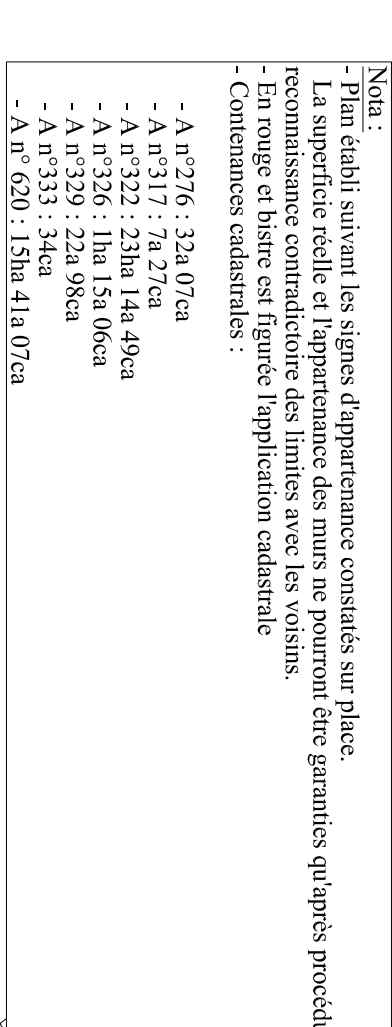 Nota :
- Plan établi suivant les signes d'appartenance constatés sur place.
La superficie réelle et l'appartenance des murs ne pourront être garanties qu'après procédu
reconnaissance contradictoire des limites avec les voisins.
- En rouge et bistre est figurée l'application cadastrale
- Contenances cadastrales :
- A n°276 : 32a 07ca
- A n°317 : 7a 27ca
- A n°322 : 23ha 14a 49ca
- A n°326 : 1ha 15a 06ca
- A n°329 : 22a 98ca
- A n°333 : 34ca
- A n° 620 : 15ha 41a 07ca